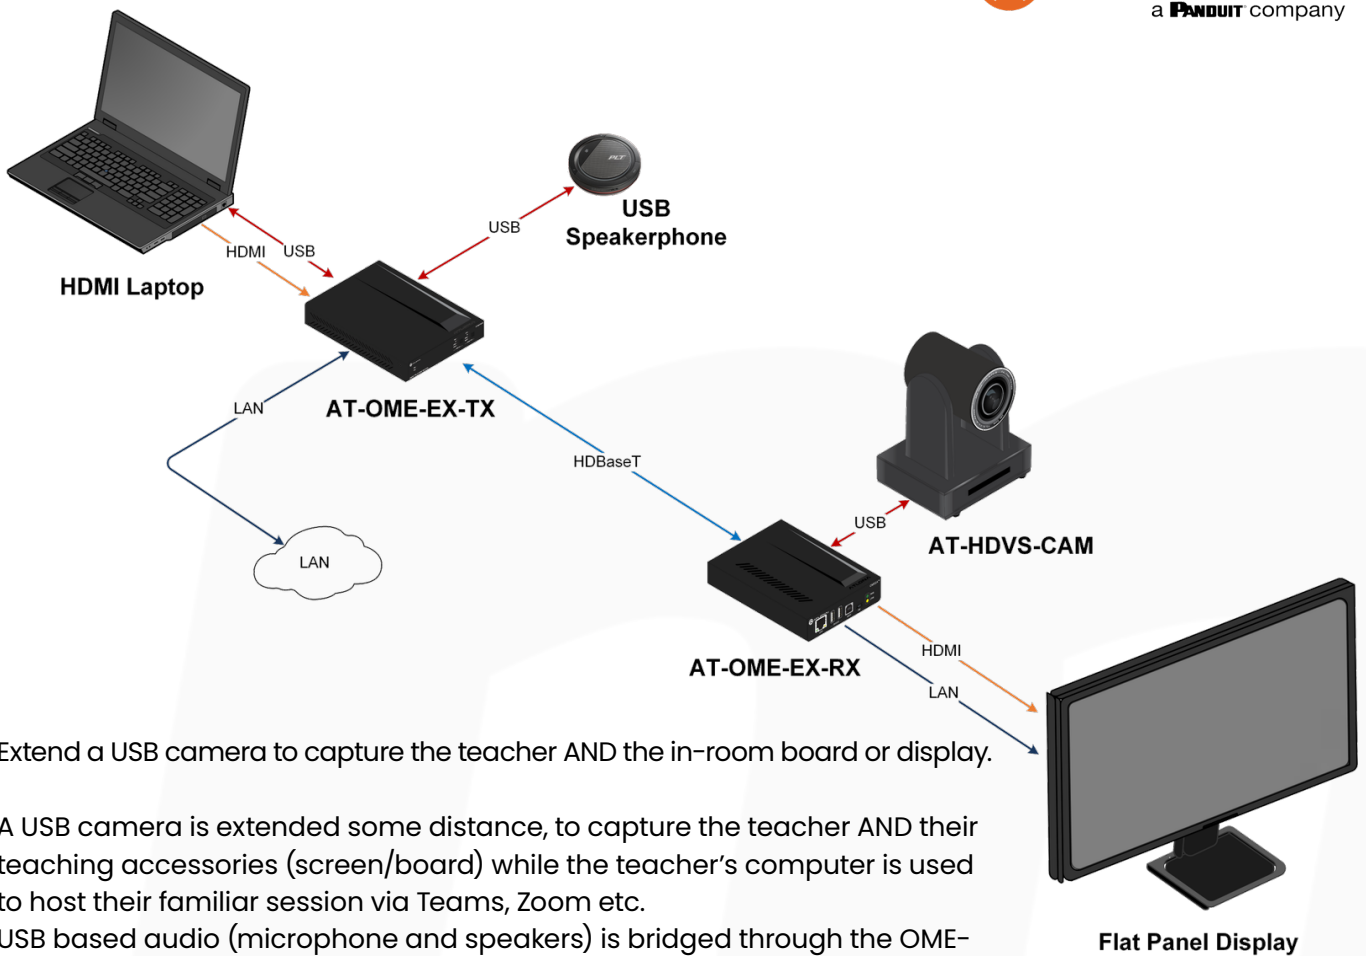 a PANDUIT company
USB
Speakerphone
USB
HDMI
USB
HDMI Laptop
LAN
AT-OME-EX-TX
HDBaseT
LAN
USB
AT-HDVS-CAM
AT-OME-EX-RX
HDMI
LAN
Extend a USB camera to capture the teacher AND the in-room board or display.
A USB camera is extended some distance, to capture the teacher AND their
teaching accessories (screen/board) while the teacher's computer is used
to host their familiar session via Teams, Zoom etc.
USB based audio (microphone and speakers) is bridged through the OME-
Flat Panel Display